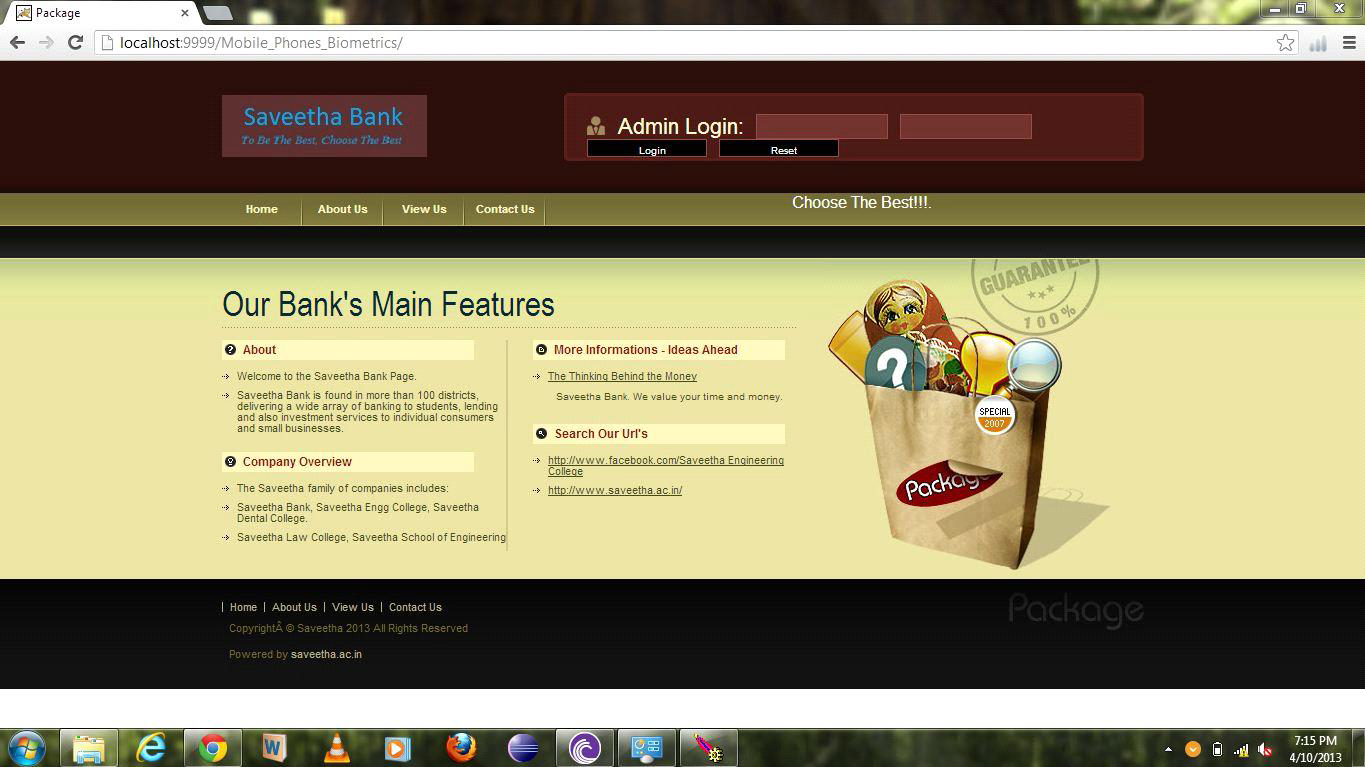 Package
localhost:9999/Mobile_Phones_Biometrics/
Saveetha Bank
To Be The Best, Choose The Best
Admin Login:
Login
Reset
Home
About Us
View Us
Contact Us
Choose The Best!!!.
Our Bank's Main Features
About
Welcome to the Saveetha Bank Page.
Saveetha Bank is found in more than 100 districts,
delivering a wide array of banking to students, lending
and also investment services to individual consumers
and small businesses.
Company Overview
The Saveetha family of companies includes:
Saveetha Bank, Saveetha Engg College, Saveetha
Dental College.
Saveetha Law College, Saveetha School of Engineering
More Informations - Ideas Ahead
The Thinking Behind the Money
Saveetha Bank. We value your time and money.
Search Our Url's
http://www.facebook.com/Saveetha Engineering
College
http://www.saveetha.ac.in/
GUARANTEE
100%
?
SPECIAL
2007
Package
| Home | About Us | View Us | Contact Us
CopyrightÂ © Saveetha 2013 All Rights Reserved
Powered by saveetha.ac.in
Package
7:15 PM
4/10/2013